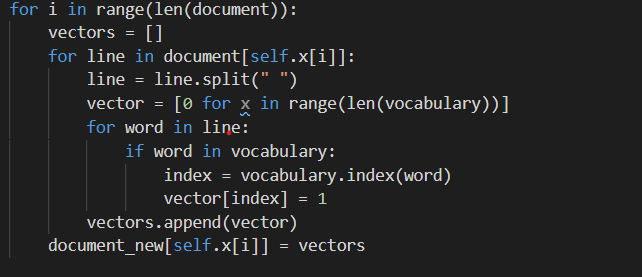 for i in range(len(document)):
    vectors = []
    for line in document[self.x[i]]:
        line = line.split(" ")
        vector = [0 for x in range(len(vocabulary))]
        for word in line:
            if word in vocabulary:
                index = vocabulary.index(word)
                vector[index] = 1
        vectors.append(vector)
    document_new[self.x[i]] = vectors